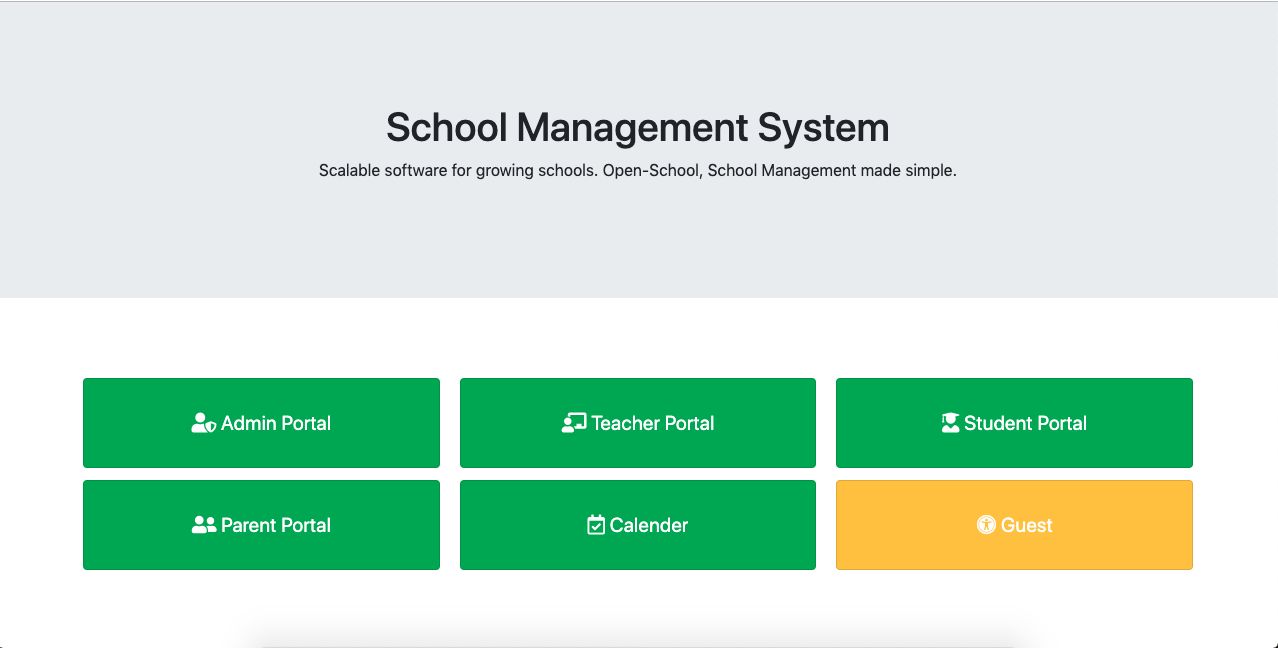 School Management System
Scalable software for growing schools. Open-School, School Management made simple.
Admin Portal
Teacher Portal
Student Portal
Parent Portal
Calender
Guest